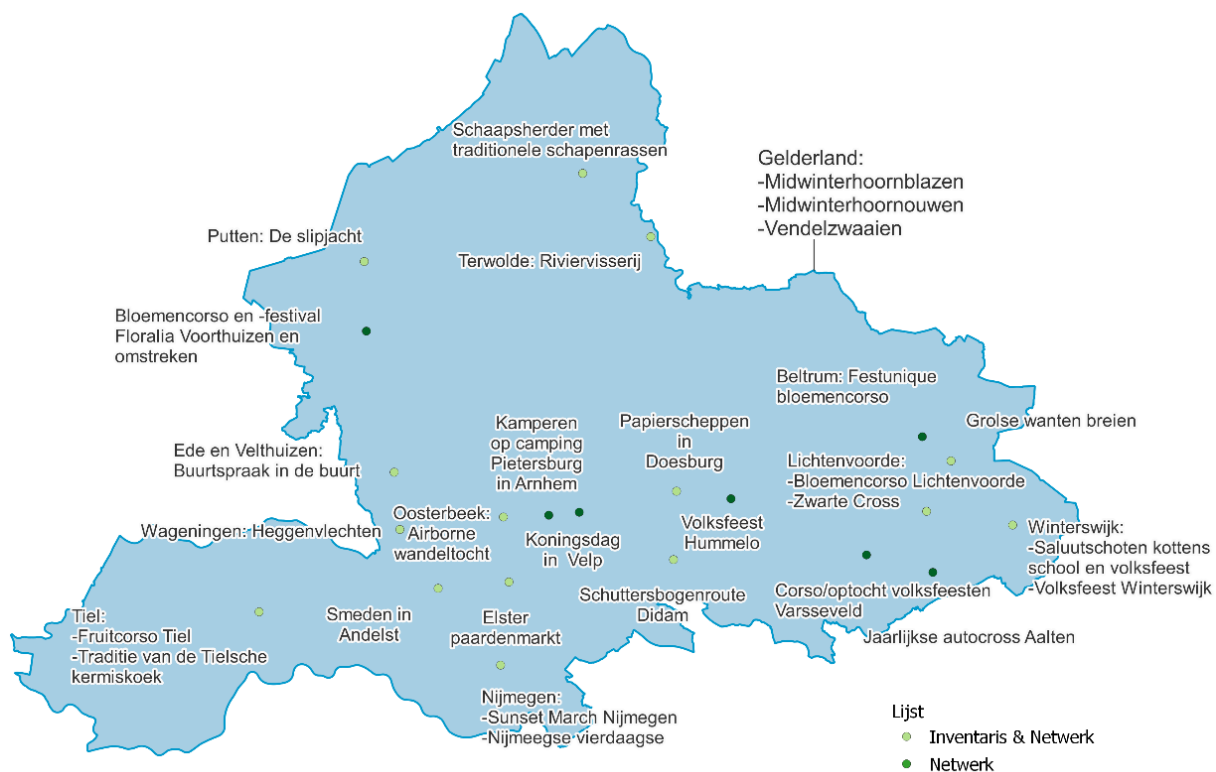 Schaapsherder met
traditionele schapenrassen
Gelderland:
-Midwinterhoornblazen
-Midwinterhoornouwen
-Vendelzwaaien
Putten: De slipjacht
Terwolde: Riviervisserij
Bloemencorso en -festival
Floralia Voorthuizen en
omstreken
Beltrum: Festunique
bloemencorso
Grolse wanten breien
Kamperen
op camping
Pietersburg
in Arnhem
Papierscheppen
in
Doesburg
Ede en Velthuizen:
Buurtspraak in de buurt
Lichtenvoorde:
-Bloemencorso Lichtenvoorde
-Zwarte Cross
Wageningen: Heggenvlechten
Oosterbeek:
Airborne
wandeltocht
Koningsdag
in Velp
Volksfeest
Hummelo
Winterswijk:
-Saluutschoten kottens
school en volksfeest
-Volksfeest Winterswijk
Tiel:
-Fruitcorso Tiel
-Traditie van de Tielsche
kermiskoek
Smeden in
Andelst
Elster
paardenmarkt
Schuttersbogenroute
Didam
Corso/optocht volksfeesten
Varsseveld
Jaarlijkse autocross Aalten
Nijmegen:
-Sunset March Nijmegen
-Nijmeegse vierdaagse
Lijst
Inventaris & Netwerk
Netwerk